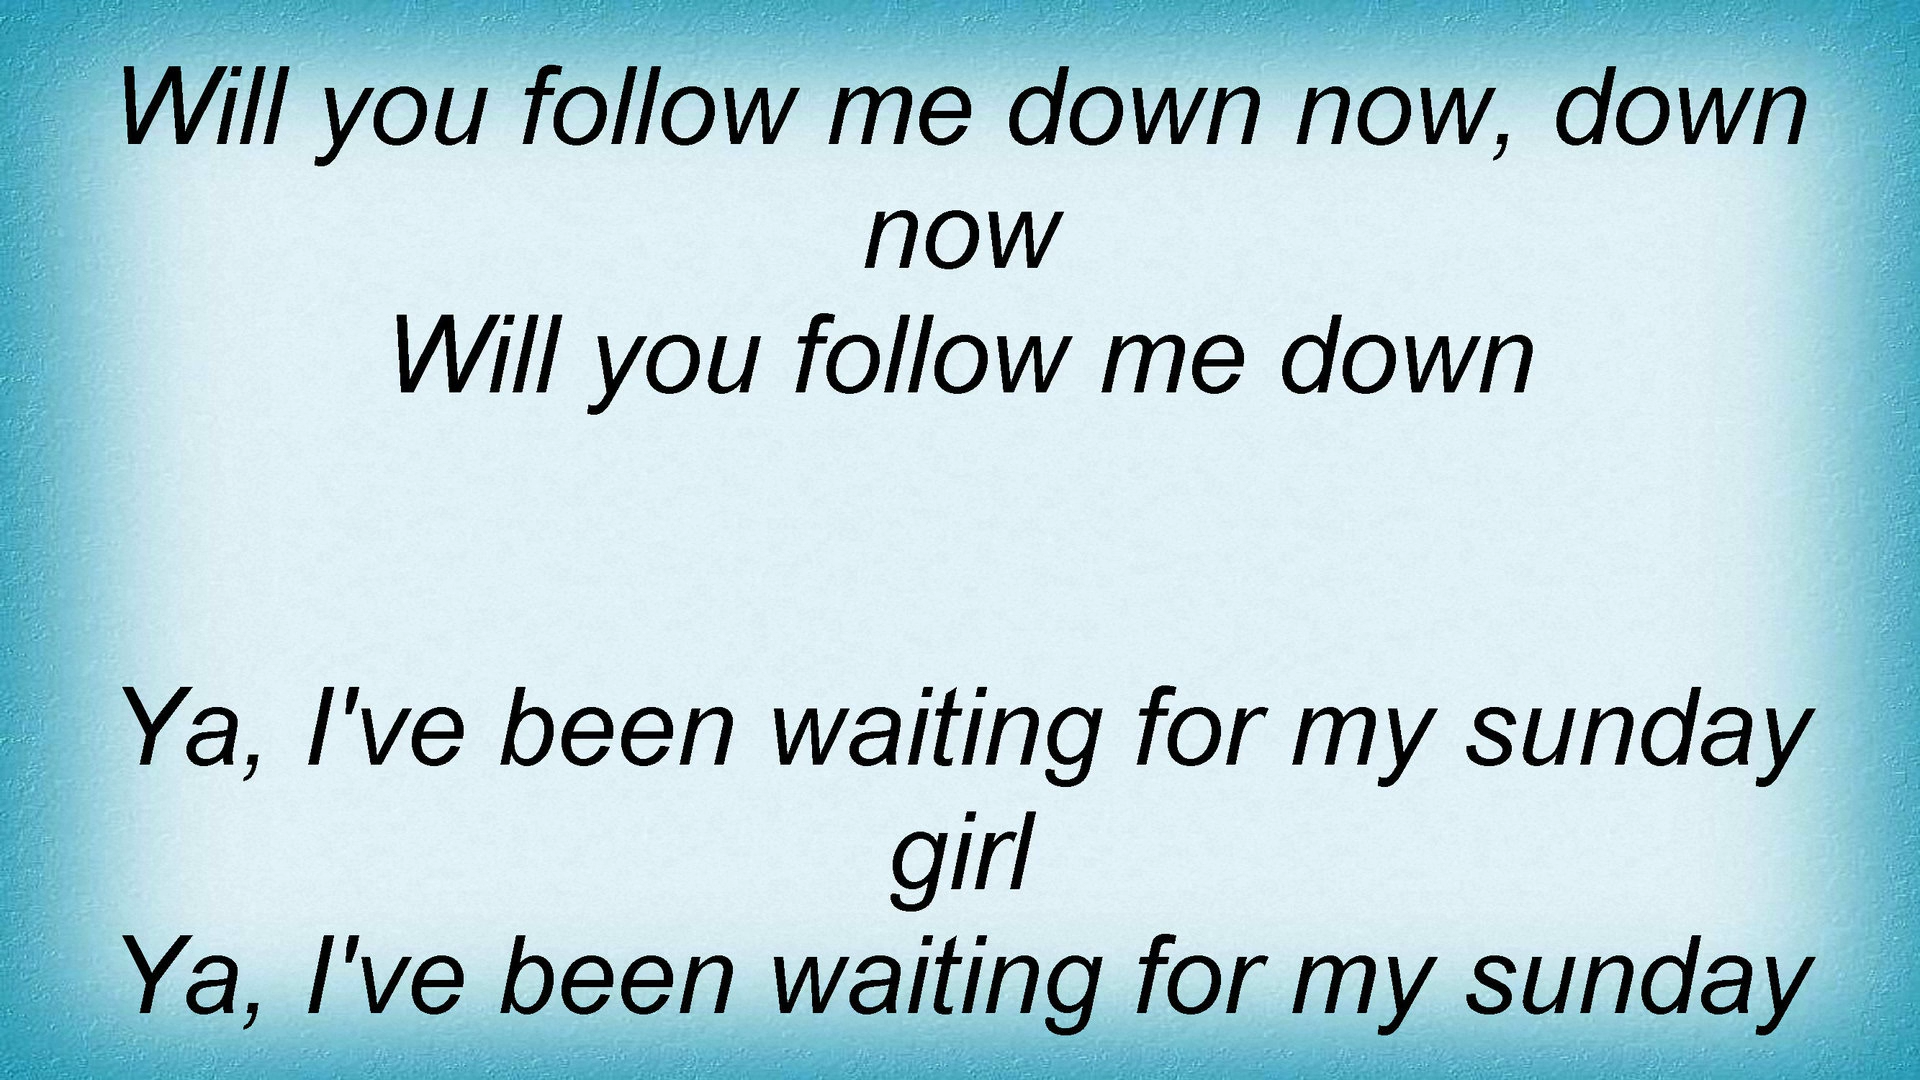 Will you follow me down now, down
now
Will you follow me down
Ya, I've been waiting for my sunday
girl
Ya, I've been waiting for my sunday